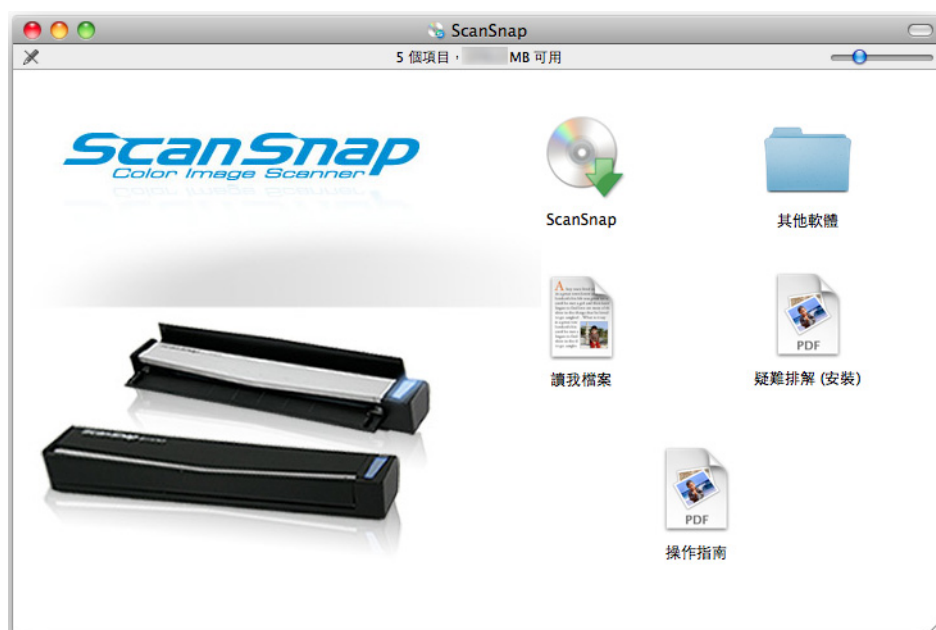 ScanSnap
5 個項目， MB 可用
ScanSnap
Color Image Scanner
ScanSnap
其他軟體
讀我檔案
PDF
疑難排解 (安裝)
PDF
操作指南